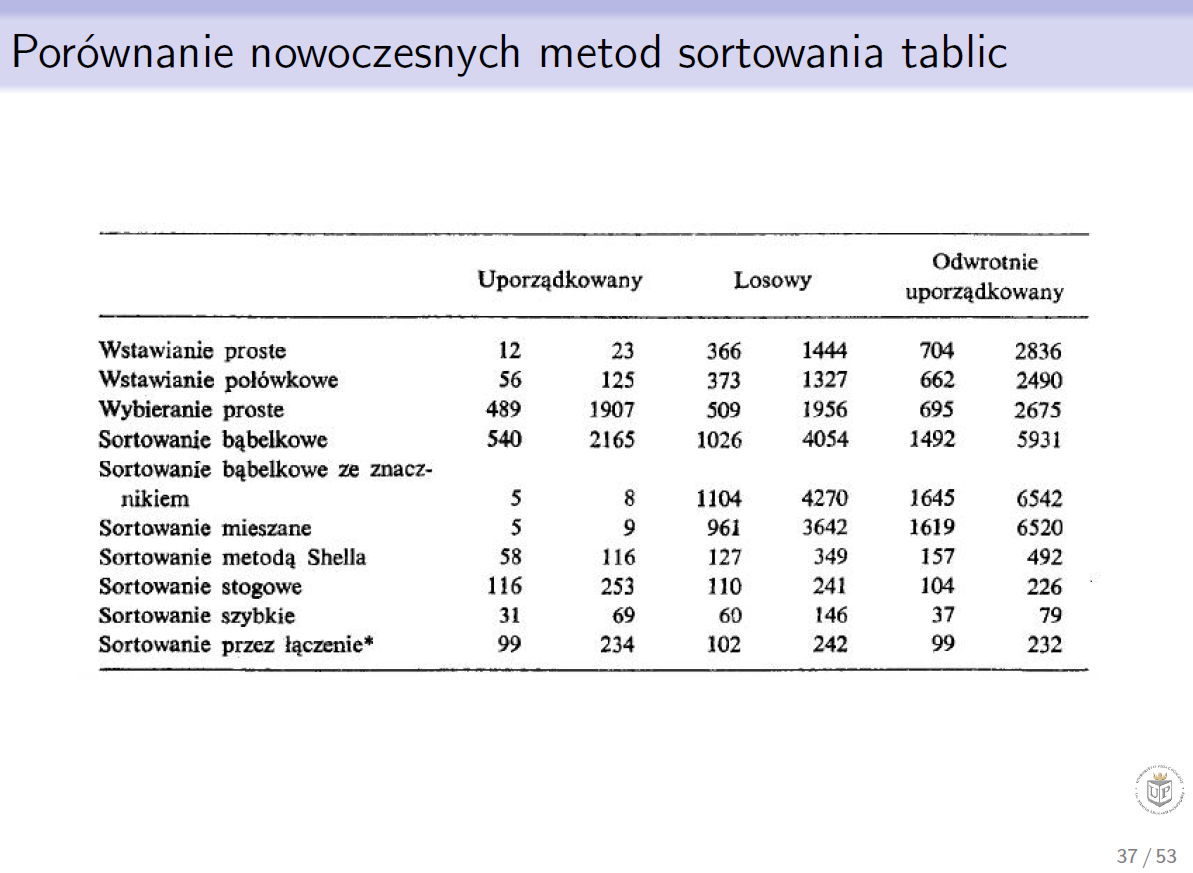 Porównanie nowoczesnych metod sortowania tablic
Uporządkowany Losowy Odwrotnie uporządkowany
Wstawianie proste 12 23 366 1444 704 2836
Wstawianie połówkowe 56 125 373 1327 662 2490
Wybieranie proste 489 1907 509 1956 695 2675
Sortowanie bąbelkowe 540 2165 1026 4054 1492 5931
Sortowanie bąbelkowe ze znacz-
nikiem 5 8 1104 4270 1645 6542
Sortowanie mieszane 5 9 961 3642 1619 6520
Sortowanie metodą Shella 58 116 127 349 157 492
Sortowanie stogowe 116 253 110 241 104 226
Sortowanie szybkie 31 69 60 146 37 79
Sortowanie przez łączenie* 99 234 102 242 99 232
UP
37 / 53